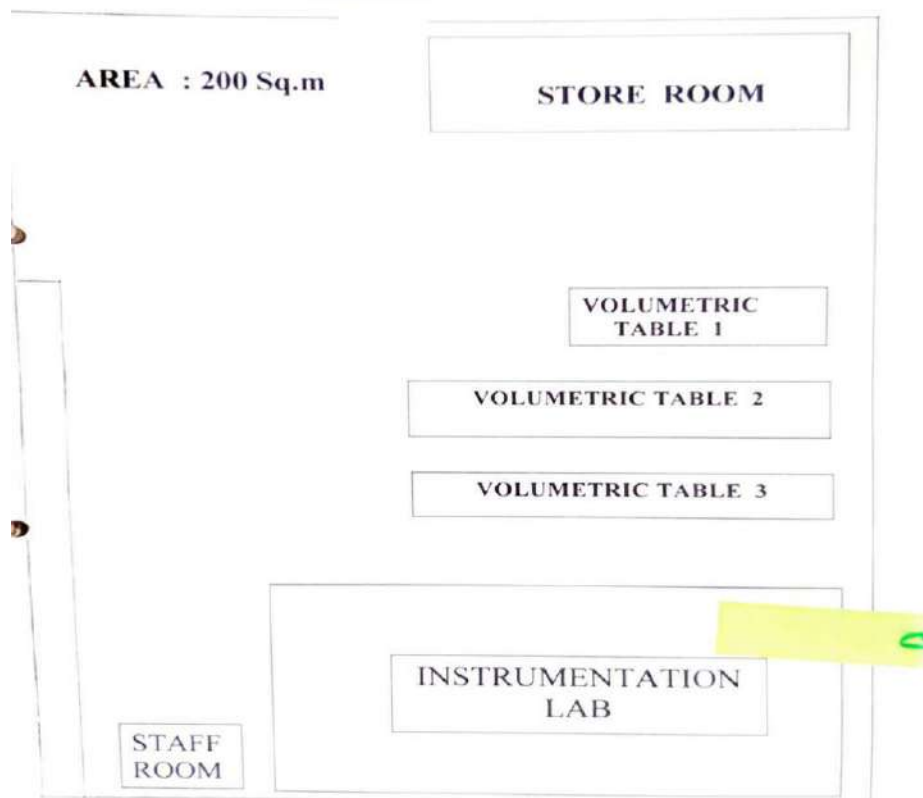 AREA : 200 Sq.m
STORE ROOM
VOLUMETRIC
TABLE 1
VOLUMETRIC TABLE 2
VOLUMETRIC TABLE 3
INSTRUMENTATION
LAB
STAFF
ROOM